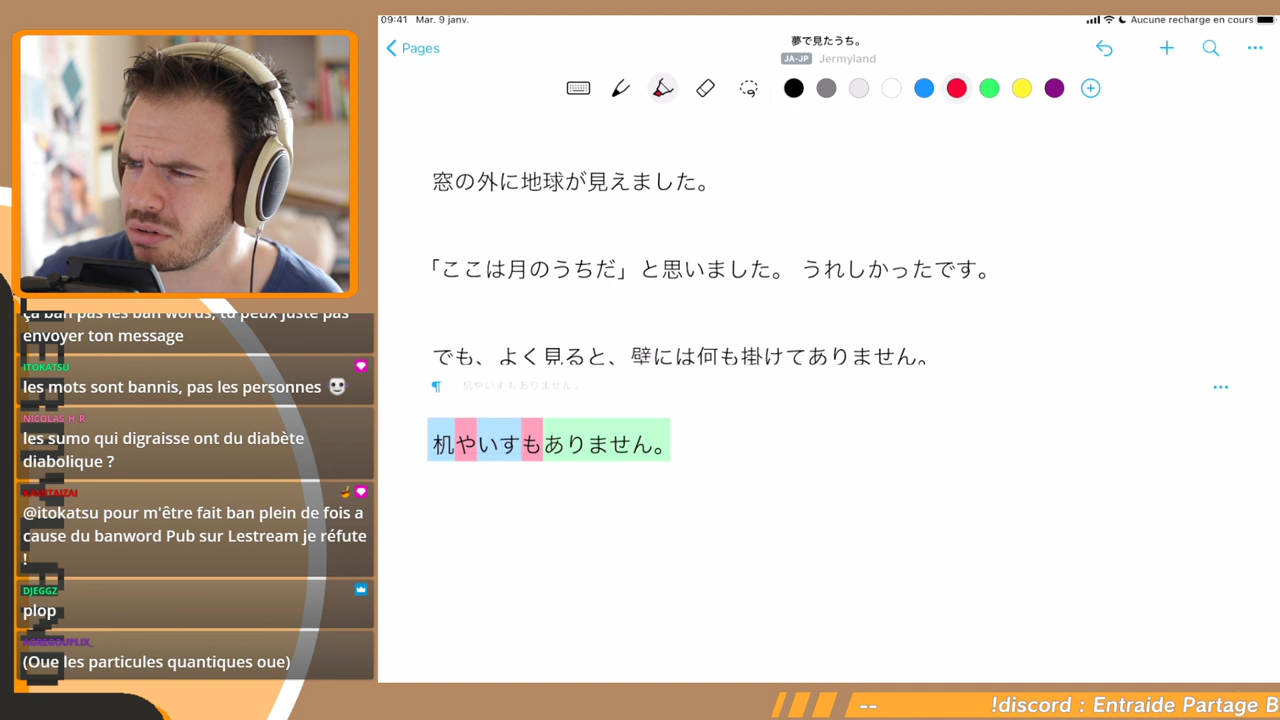 09:41 Mar. 9 janv.
Aucune recharge en cours
Pages
夢で見たうち。
JA-JP Jermyland
窓の外に地球が見えました。
「ここは月のうちだ」と思いました。 うれしかったです。
でも、よく見ると、壁には何も掛けてありません。
机やいすもありません。
机やいすもありません。
ça ban pas les ban words, tu peux juste pas
envoyer ton message
ITOKATSU
les mots sont bannis, pas les personnes
NICOLAS_H_R
les sumo qui digraisse ont du diabète
diabolique ?
@itokatsu pour m'être fait ban plein de fois a
cause du banword Pub sur Lestream je réfute
!
DJEGGZ
plop
(Oue les particules quantiques oue)
-- !discord : Entraide Partage B